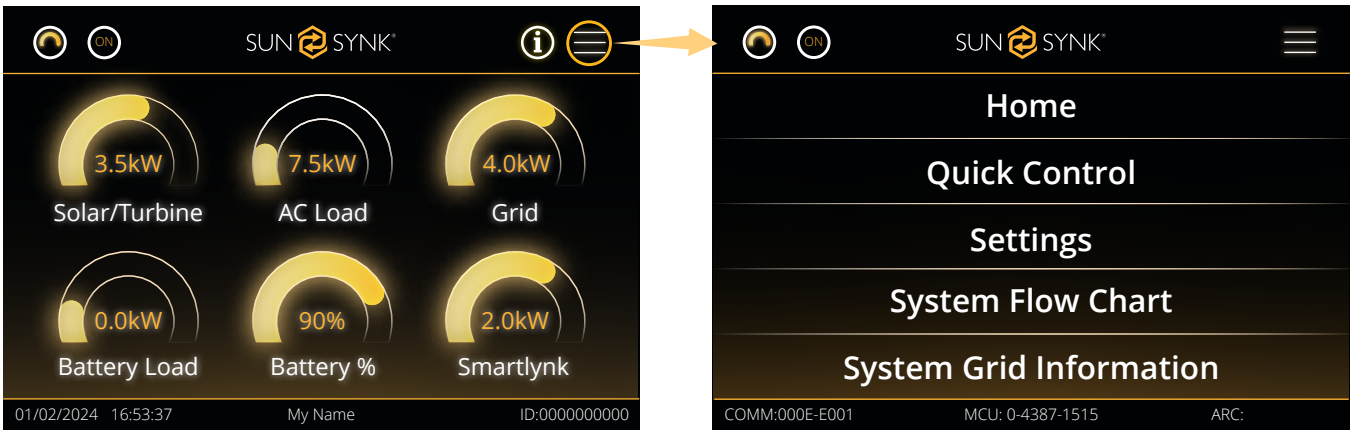 ON SUN SYNK®
3.5kW 7.5kW 4.0kW
Solar/Turbine AC Load Grid
0.0kW 90% 2.0kW
Battery Load Battery % Smartlynk
01/02/2024 16:53:37 My Name ID:0000000000
ON SUN SYNK®
Home
Quick Control
Settings
System Flow Chart
System Grid Information
COMM:000E-E001 MCU: 0-4387-1515 ARC: